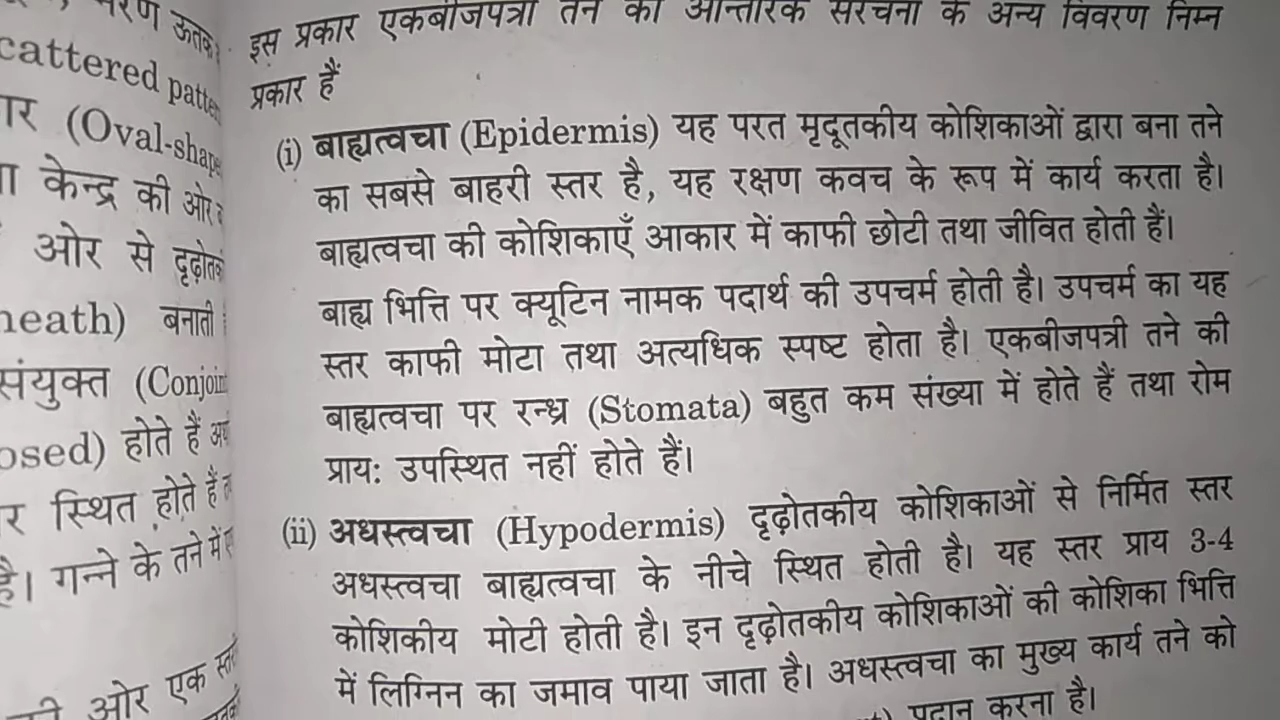 चरण ऊतक
cattered
(Oval-shape
केन्द्र की ओर
ओर से दृढ़ोतकी
heath) बनाती
संयुक्त (Conjoint
osed) होते हैं
र स्थित होते हैं
है। गन्ने के तने में
ओर एक
इस प्रकार एकबीजपत्री तने की आन्तरिक संरचना के अन्य विवरण निम्न
प्रकार हैं
(i) बाह्यत्वचा (Epidermis) यह परत मृदूतकीय कोशिकाओं द्वारा बना तने
का सबसे बाहरी स्तर है, यह रक्षण कवच के रूप में कार्य करता है।
बाह्यत्वचा की कोशिकाएँ आकार में काफी छोटी तथा जीवित होती हैं।
बाह्य भित्ति पर क्यूटिन नामक पदार्थ की उपचर्म होती है। उपचर्म का यह
स्तर काफी मोटा तथा अत्यधिक स्पष्ट होता है। एकबीजपत्री तने की
बाह्यत्वचा पर रन्ध्र (Stomata) बहुत कम संख्या में होते हैं तथा रोम
प्रायः उपस्थित नहीं होते हैं।
(ii) अधस्त्वचा (Hypodermis) दृढ़ोतकीय कोशिकाओं से निर्मित स्तर
अधस्त्वचा बाह्यत्वचा के नीचे स्थित होती है। यह स्तर प्राय 3-4
कोशिकीय मोटी होती है। इन दृढ़ोतकीय कोशिकाओं की कोशिका भित्ति
में लिग्निन का जमाव पाया जाता है। अधस्त्वचा का मुख्य कार्य तने को
प्रदान करना है।